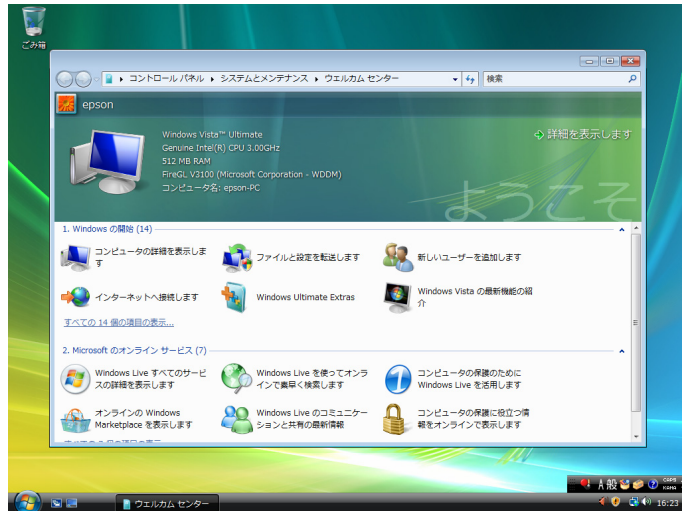 ごみ箱
コントロール パネル ▸ システムとメンテナンス ▸ ウェルカム センター
検索
epson
Windows Vista™ Ultimate
Genuine Intel(R) CPU 3.00GHz
512 MB RAM
FireGL V3100 (Microsoft Corporation - WDDM)
コンピュータ名: epson-PC
詳細を表示します
ようこそ
1. Windows の開始 (14)
コンピュータの詳細を表示しま
す
ファイルと設定を転送します
新しいユーザーを追加します
インターネットへ接続します
Windows Ultimate Extras
Windows Vista の最新機能の紹
介
すべての 14 個の項目の表示...
2. Microsoft のオンライン サービス (7)
Windows Live すべてのサービ
スの詳細を表示します
Windows Live を使ってオンラ
インで素早く検索します
コンピュータの保護のために
Windows Live を活用します
オンラインの Windows
Marketplace を表示します
Windows Live のコミュニケー
ションと共有の最新情報
コンピュータの保護に役立つ情
報をオンラインで表示します
A 般
CAPS
KANA
ウェルカム センター
16:23